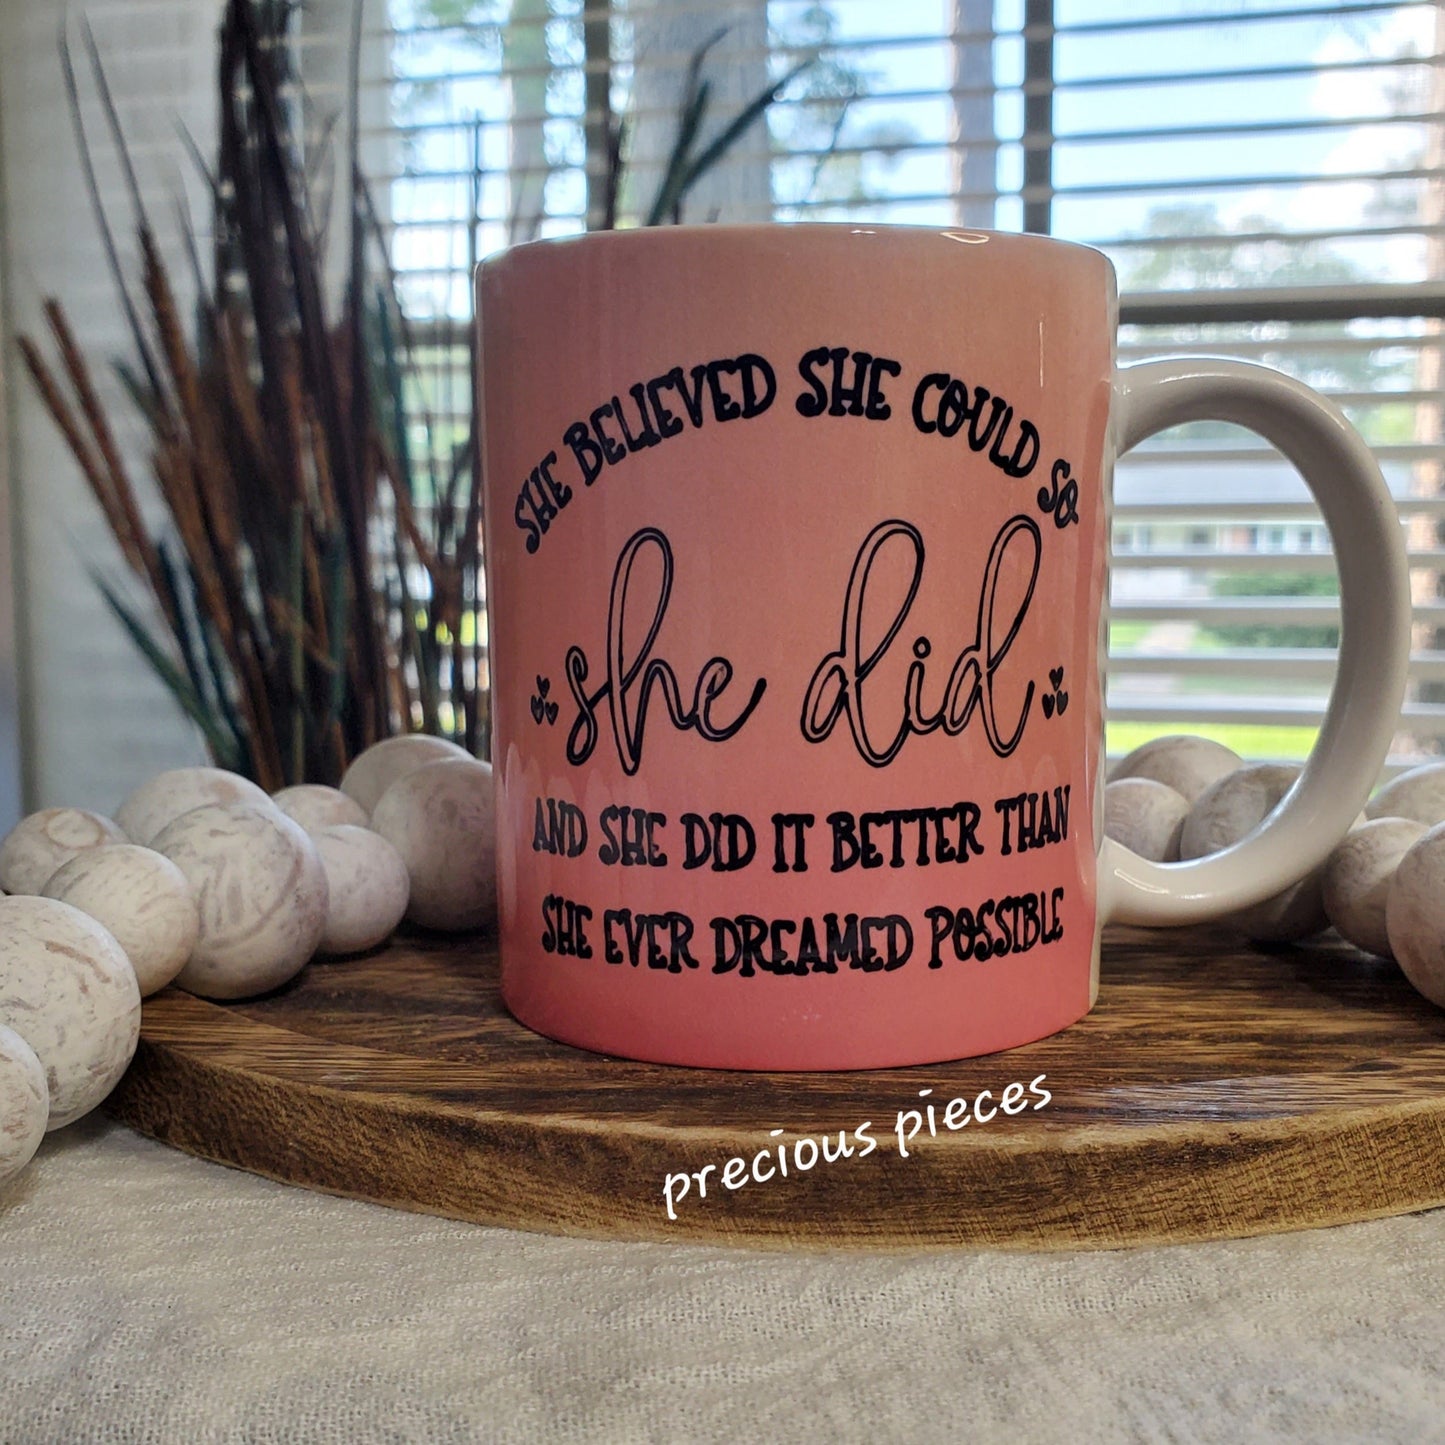 SHE BELIEVED SHE COULD SO
she did
AND SHE DID IT BETTER THAN
SHE EVER DREAMED POSSIBLE
precious pieces